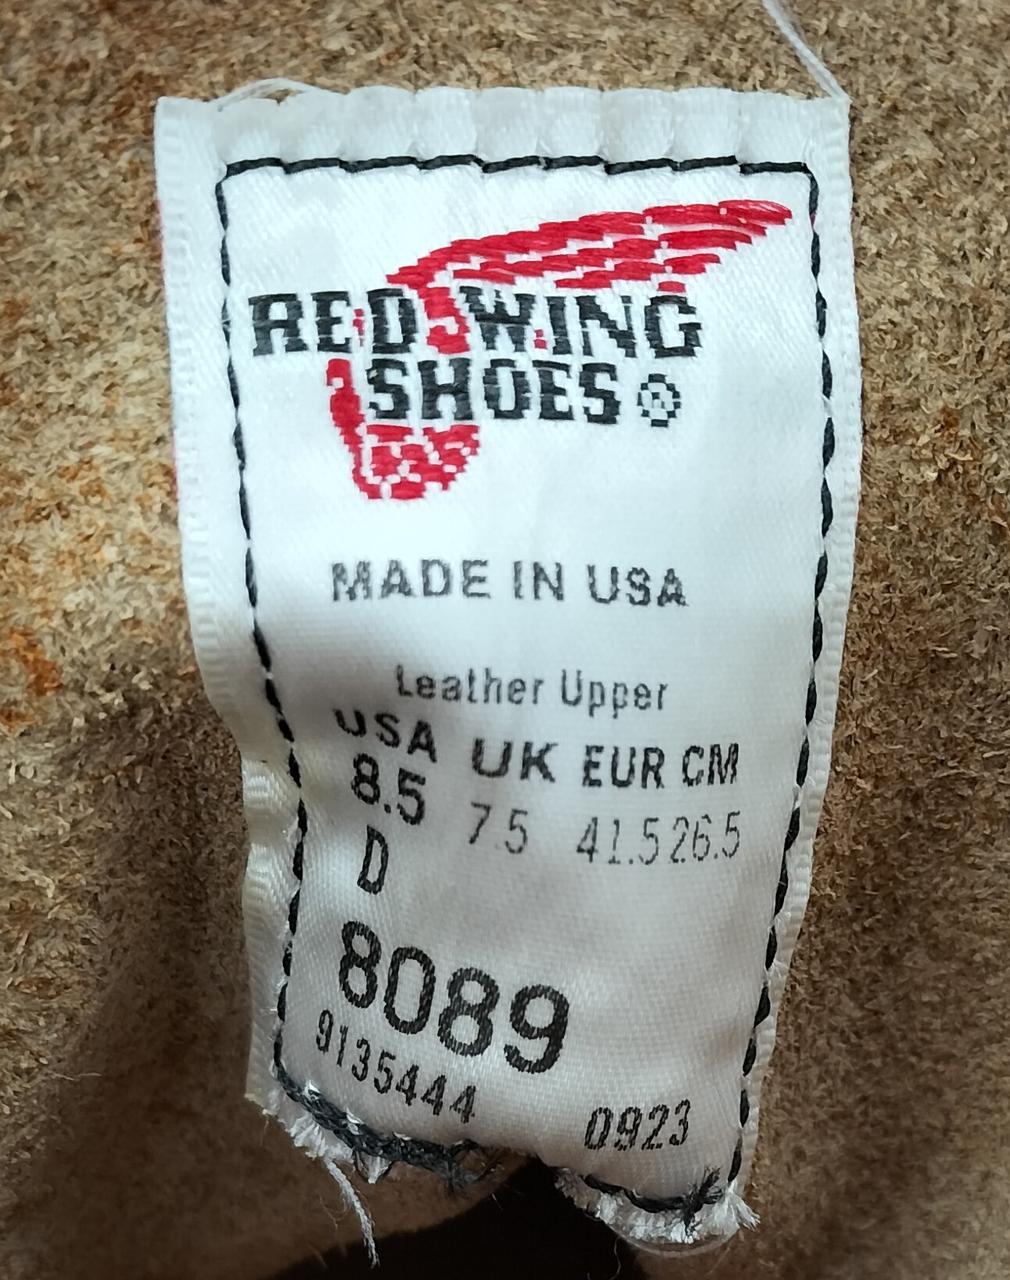 RED WING
SHOES ®
MADE IN USA
Leather Upper
USA UK EUR CM
8.5 7.5 41.5 26.5
D
8089
9135444 0923